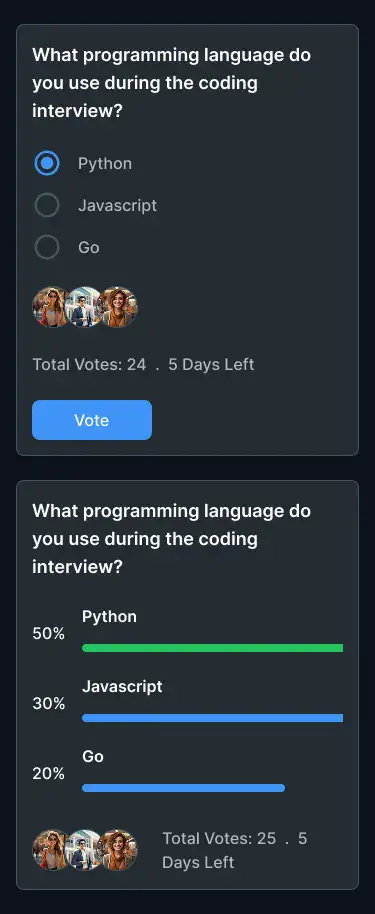 What programming language do
you use during the coding
interview?
Python
Javascript
Go
Total Votes: 24 . 5 Days Left
Vote
What programming language do
you use during the coding
interview?
Python
50%
Javascript
30%
Go
20%
Total Votes: 25 . 5
Days Left